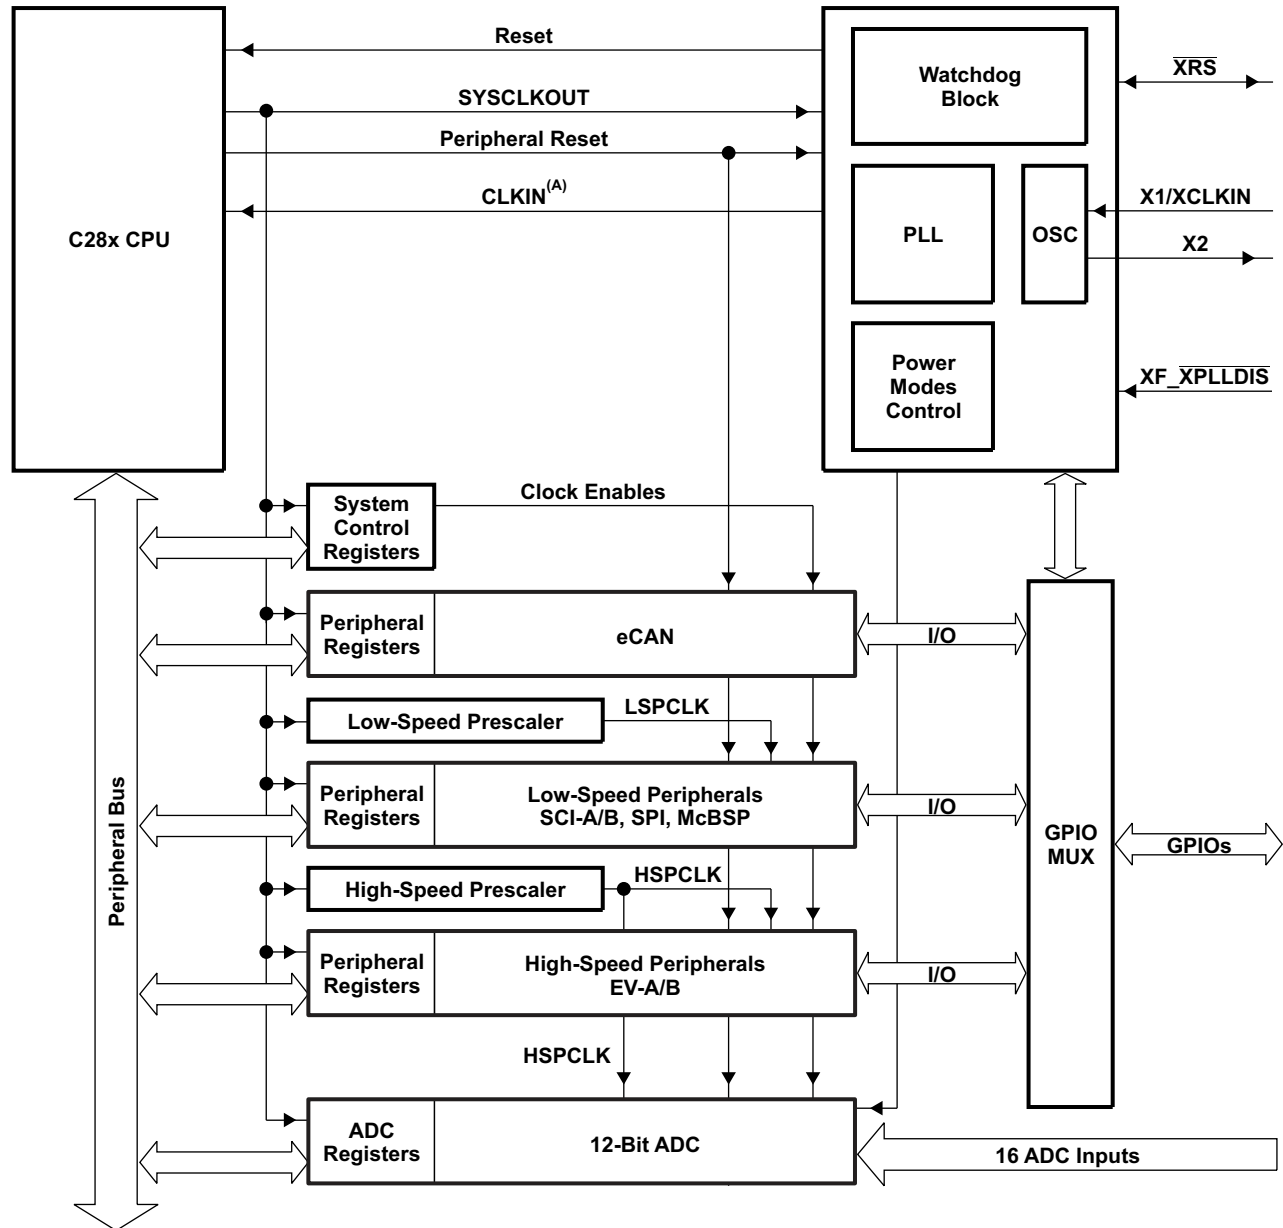 Reset
Watchdog
Block
XRS
SYSCLKOUT
Peripheral Reset
CLKIN(A)
C28x CPU
PLL
OSC
X1/XCLKIN
X2
Power
Modes
Control
XF_XPLLDIS
System
Control
Registers
Clock Enables
Peripheral
Registers
eCAN
I/O
Low-Speed Prescaler
LSPCLK
Peripheral
Registers
Low-Speed Peripherals
SCI-A/B, SPI, McBSP
I/O
Peripheral Bus
GPIO
MUX
GPIOs
High-Speed Prescaler
HSPCLK
Peripheral
Registers
High-Speed Peripherals
EV-A/B
I/O
HSPCLK
ADC
Registers
12-Bit ADC
16 ADC Inputs